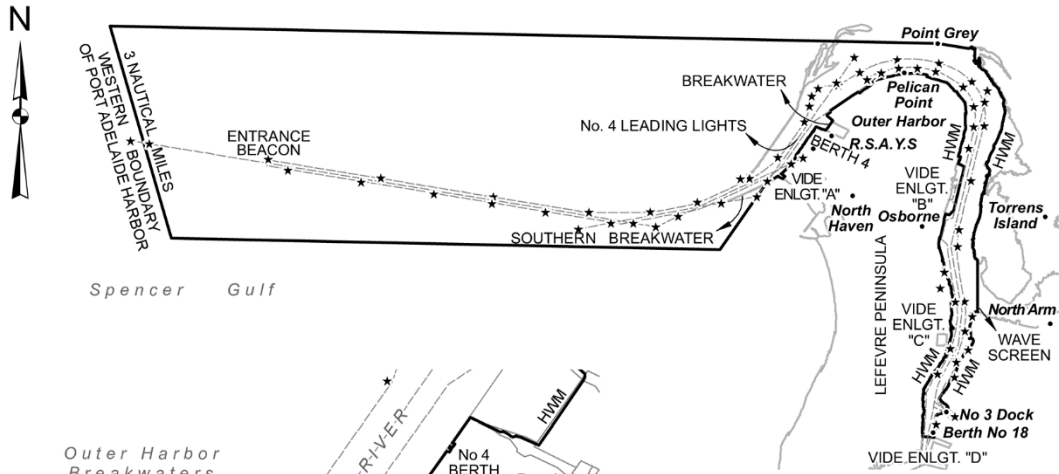 N
Point Grey
BREAKWATER
Pelican
Point
Outer Harbor
No. 4 LEADING LIGHTS
R.S.A.Y.S
BERTH 4
HWM
HWM
3 NAUTICAL MILES
WESTERN BOUNDARY
OF PORT ADELAIDE HARBOR
ENTRANCE
BEACON
VIDE
ENLGT. "A"
VIDE
ENLGT.
"B"
North
Haven
Osborne
Torrens
Island
SOUTHERN BREAKWATER
Spencer Gulf
LEFEVRE PENINSULA
VIDE
ENLGT.
"C"
North Arm
WAVE
SCREEN
HWM
HWM
No 3 Dock
Berth No 18
VIDE ENLGT. "D"
HWM
RIVER
No 4
BERTH
Outer Harbor
Breakwaters